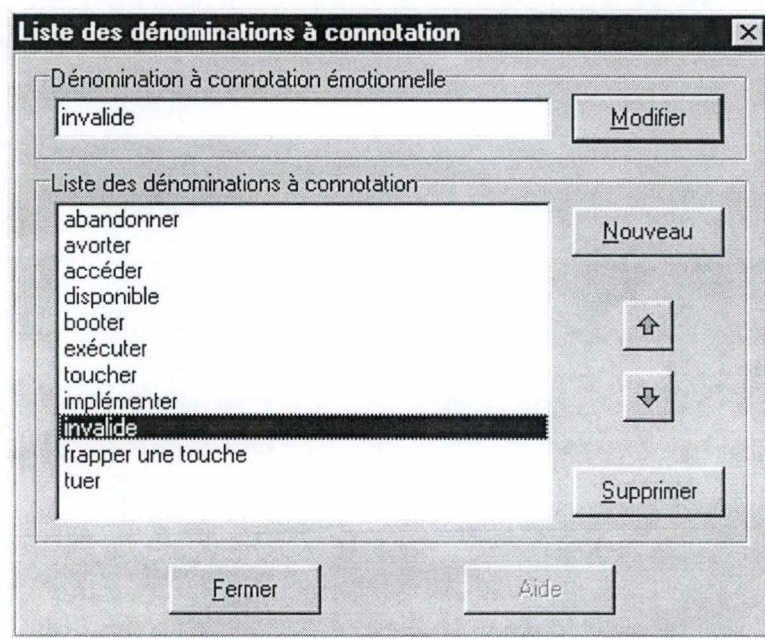 Liste des dénominations à connotation
Dénomination à connotation émotionnelle
invalide
Modifier
Liste des dénominations à connotation
abandonner
avorter
accéder
disponible
booter
exécuter
toucher
implémenter
invalide
frapper une touche
tuer
Nouveau
Supprimer
Fermer
Aide